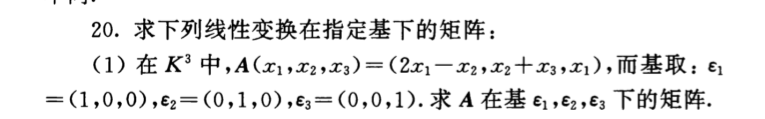 20. 求下列线性变换在指定基下的矩阵:
(1) 在 K³ 中,A(x₁,x₂,x₃)=(2x₁-x₂,x₂+x₃,x₁),而基取: ε₁
=(1,0,0),ε₂=(0,1,0),ε₃=(0,0,1). 求 A 在基 ε₁,ε₂,ε₃ 下的矩阵.